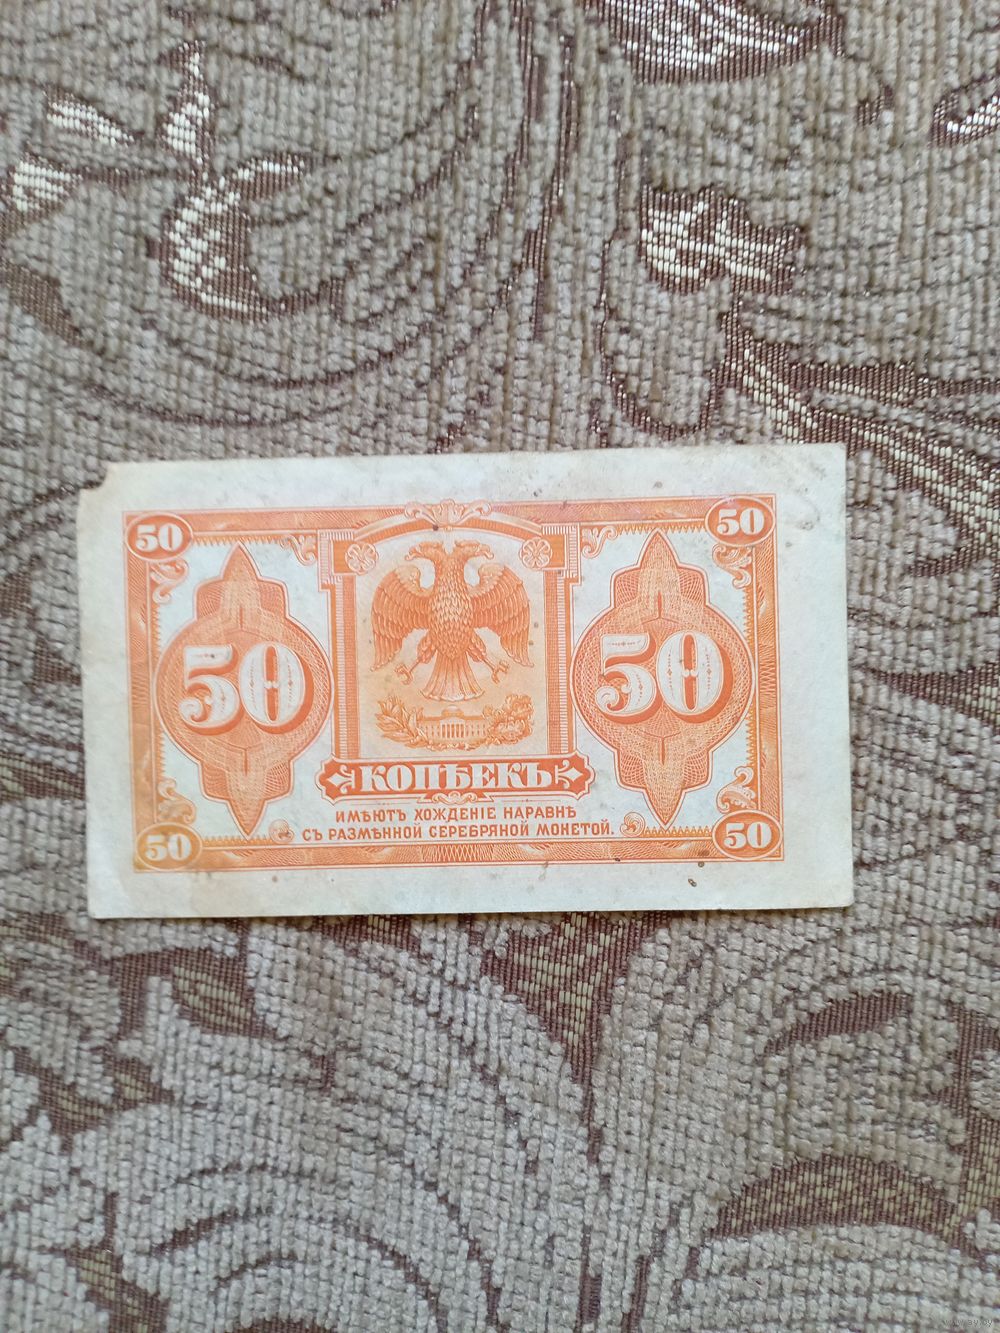 50 50
50 50
КОПѢЕКЪ
ИМѢЮТЪ ХОЖДЕНІЕ НАРАВНѢ
СЪ РАЗМѢННОЙ СЕРЕБРЯНОЙ МОНЕТОЙ.
50 50